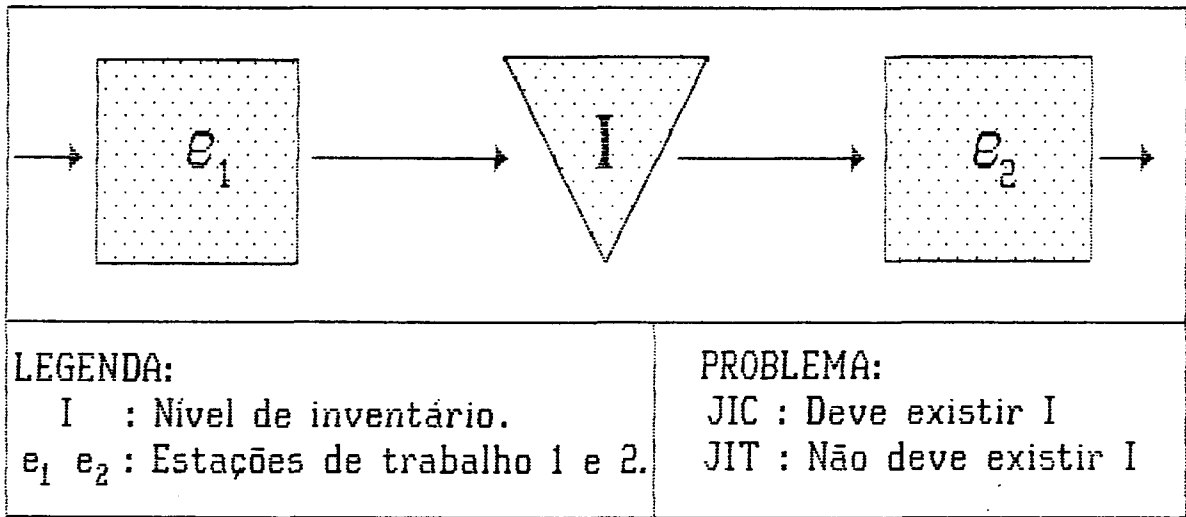 e1
I
e2
LEGENDA:
I : Nível de inventário.
e1 e2 : Estações de trabalho 1 e 2.
PROBLEMA:
JIC : Deve existir I
JIT : Não deve existir I